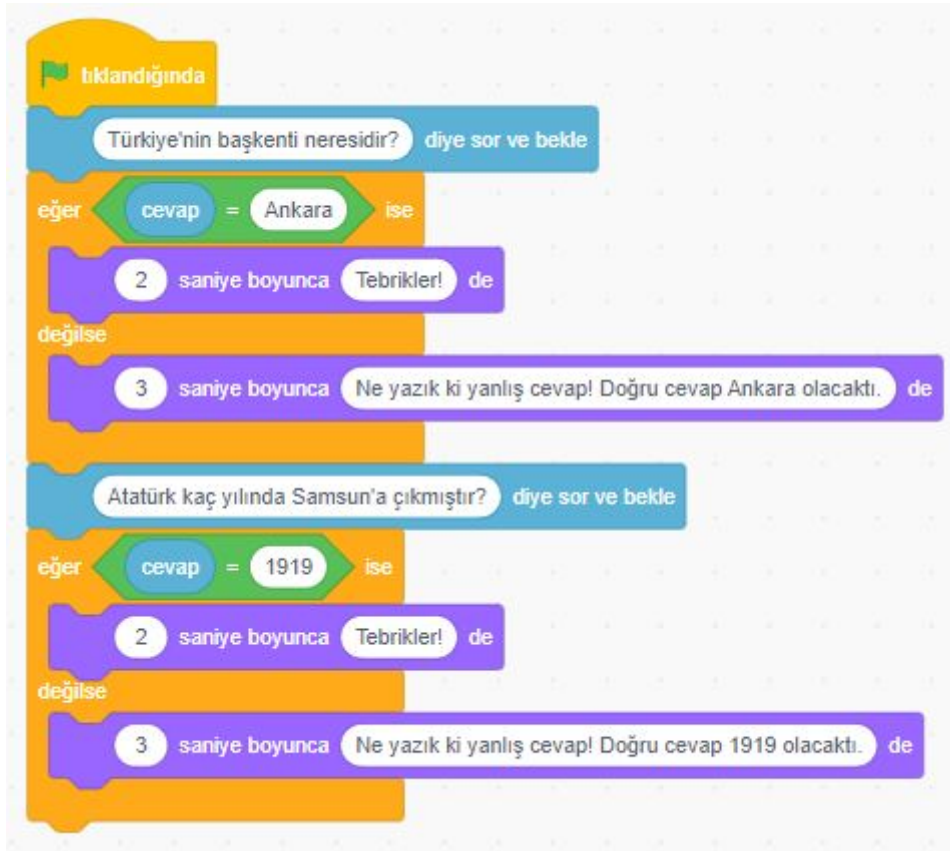 tıklandığında
Türkiye'nin başkenti neresidir? diye sor ve bekle
eğer cevap = Ankara ise
2 saniye boyunca Tebrikler! de
değilse
3 saniye boyunca Ne yazık ki yanlış cevap! Doğru cevap Ankara olacaktı. de
Atatürk kaç yılında Samsun'a çıkmıştır? diye sor ve bekle
eğer cevap = 1919 ise
2 saniye boyunca Tebrikler! de
değilse
3 saniye boyunca Ne yazık ki yanlış cevap! Doğru cevap 1919 olacaktı. de